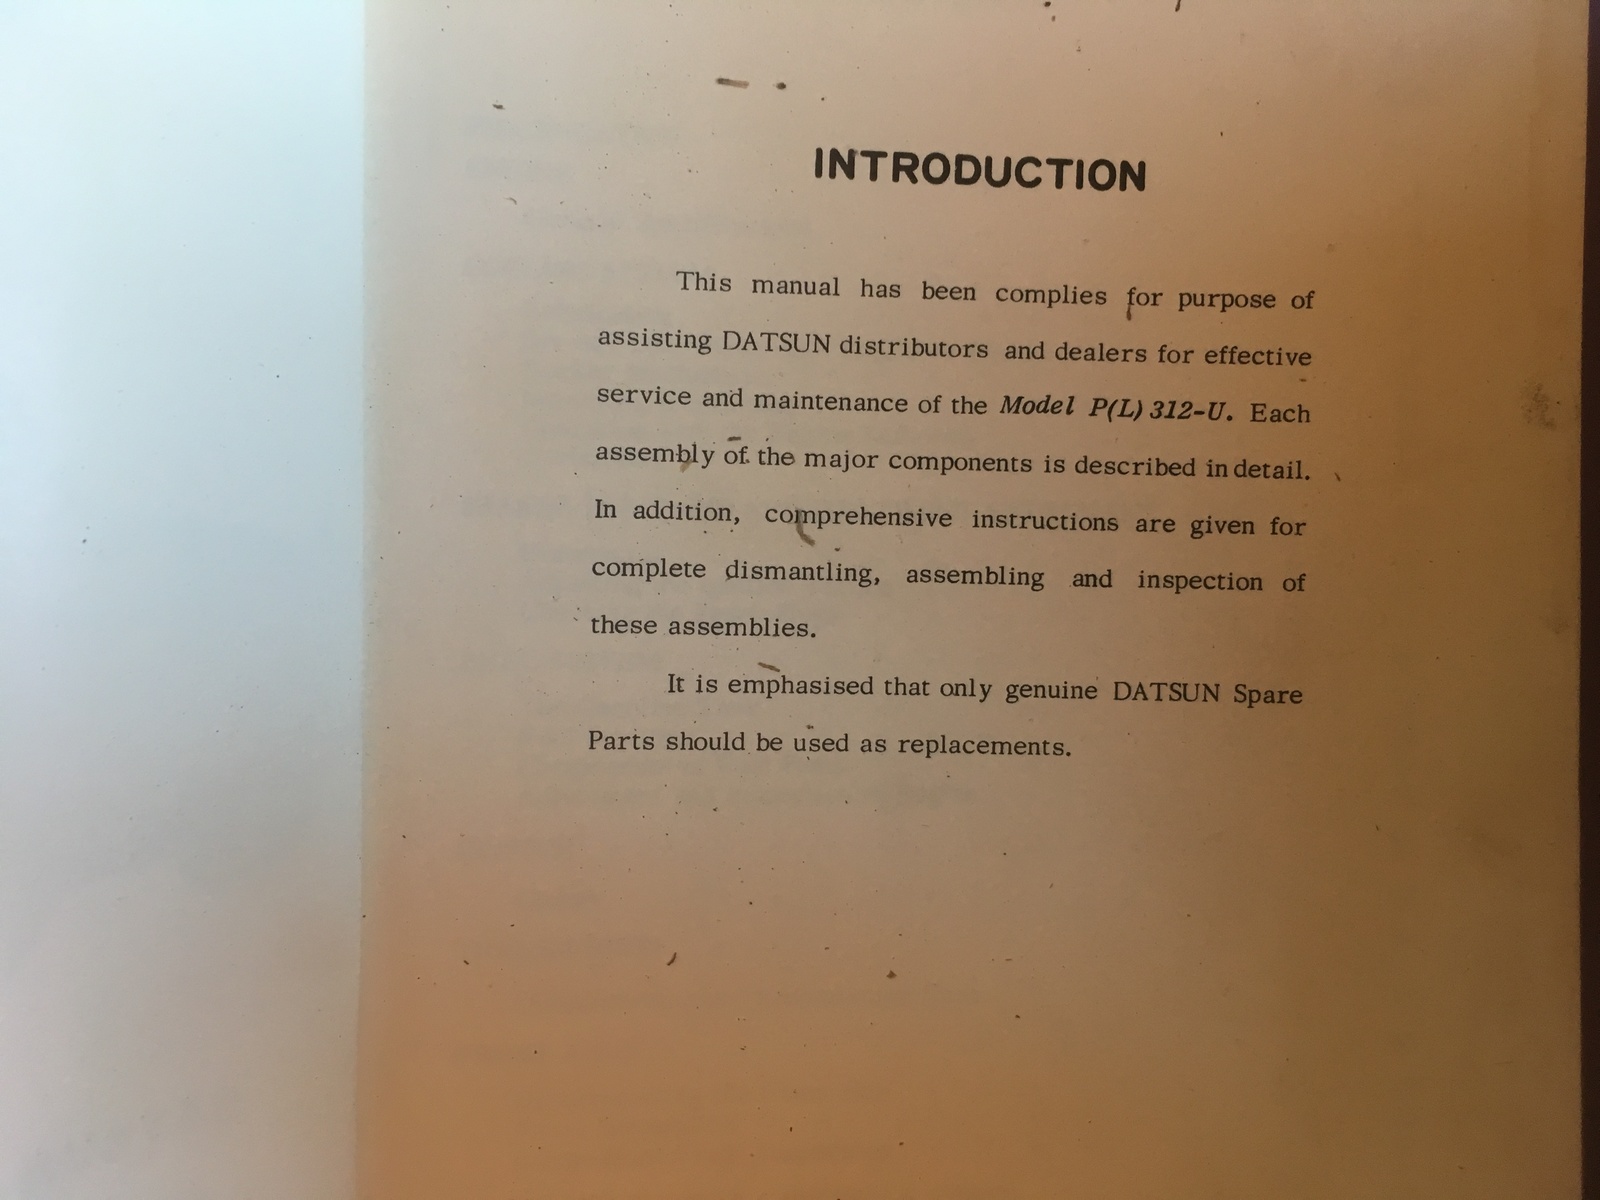 INTRODUCTION
This manual has been complies for purpose of
assisting DATSUN distributors and dealers for effective
service and maintenance of the Model P(L) 312-U. Each
assembly of the major components is described in detail.
In addition, comprehensive instructions are given for
complete dismantling, assembling and inspection of
these assemblies.
It is emphasised that only genuine DATSUN Spare
Parts should be used as replacements.